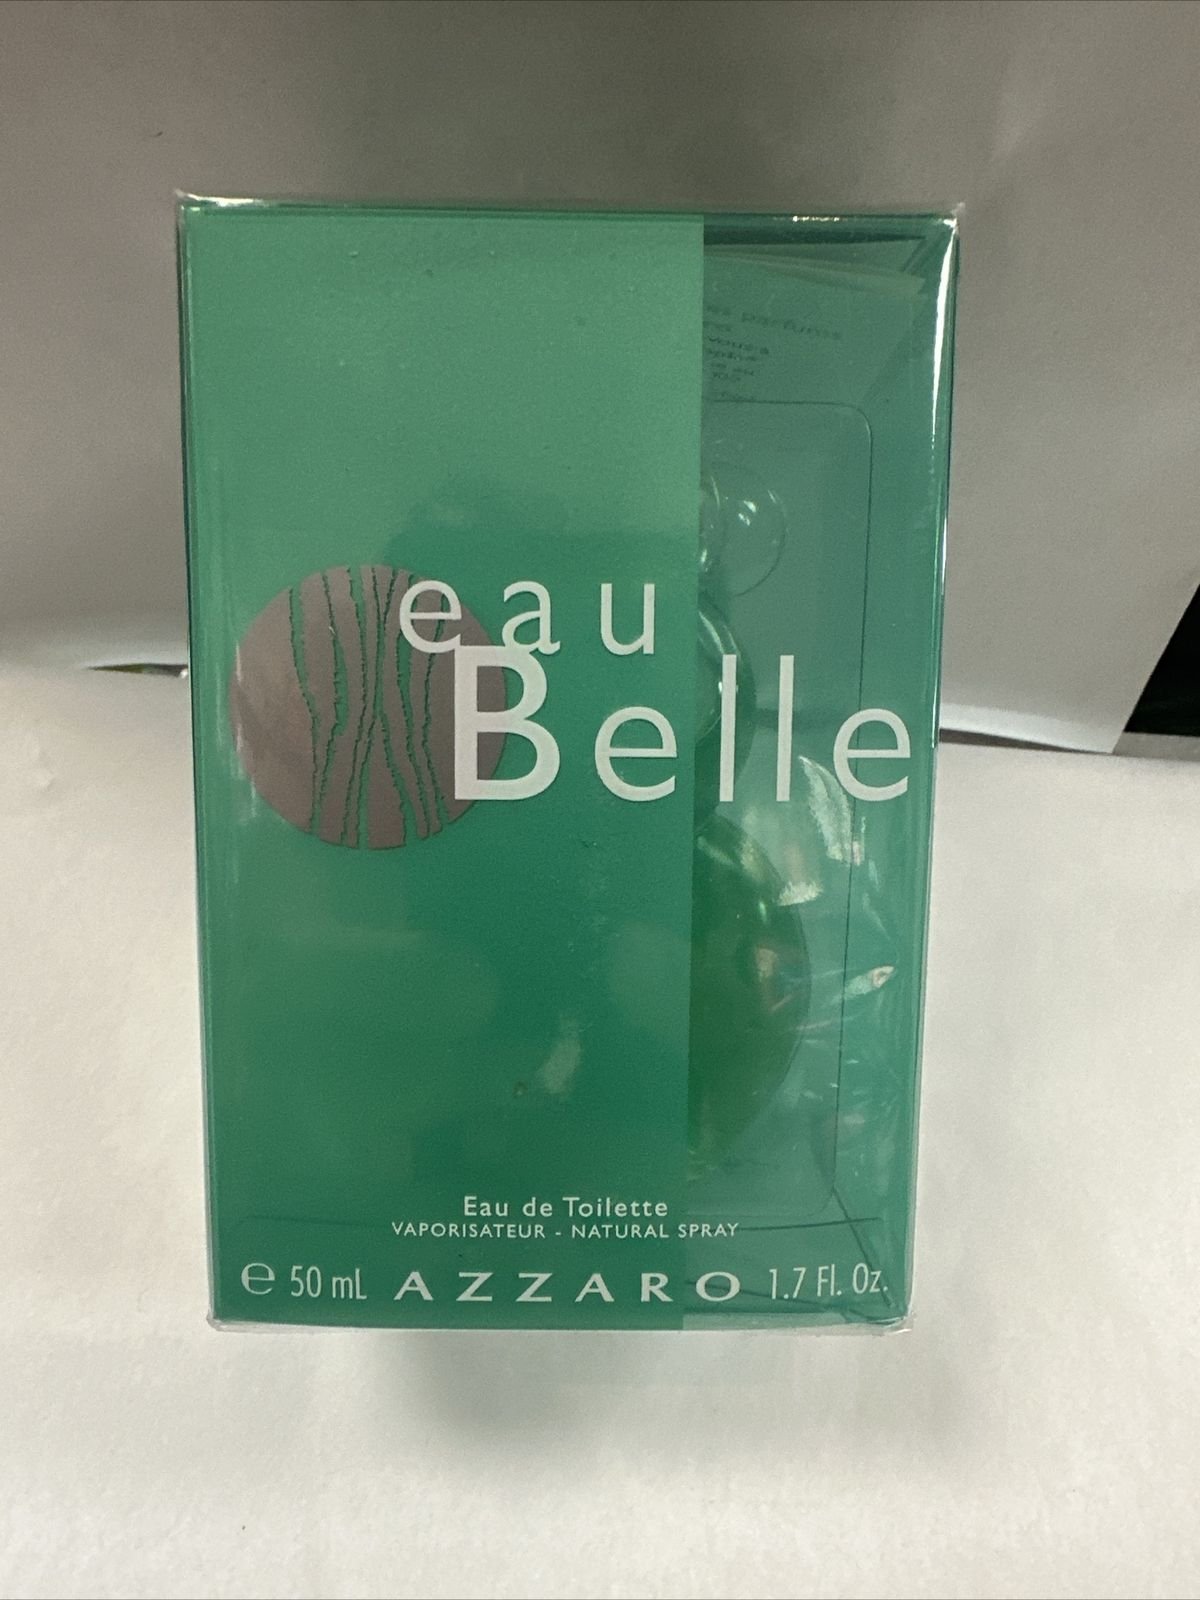 eau
Belle
Eau de Toilette
VAPORISATEUR - NATURAL SPRAY
℮ 50 mL AZZARO 1.7 Fl. Oz.